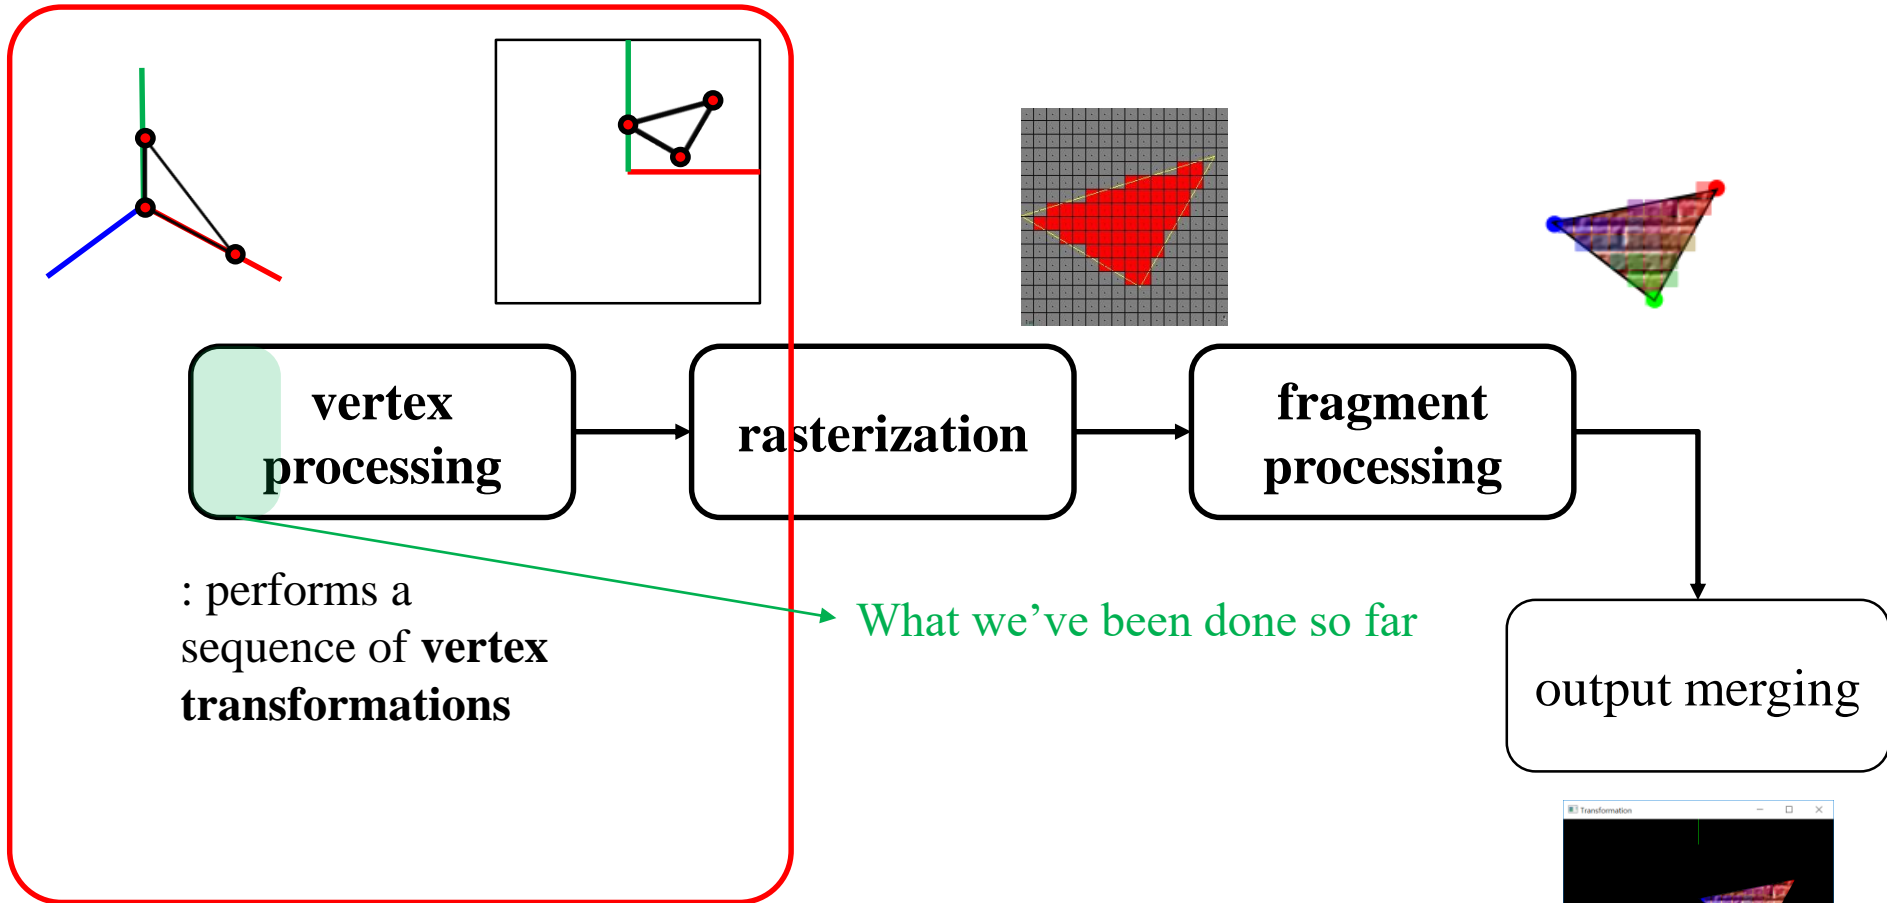 vertex
processing
rasterization
fragment
processing
: performs a
sequence of vertex
transformations
What we’ve been done so far
output merging
Transformation